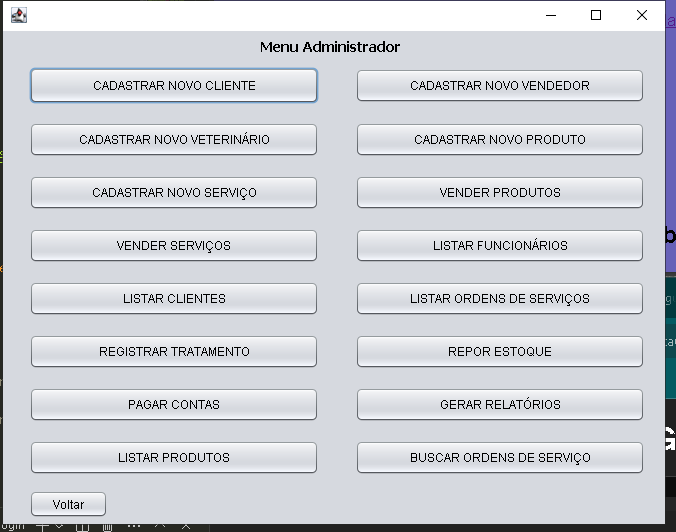 Menu Administrador
CADASTRAR NOVO CLIENTE
CADASTRAR NOVO VENDEDOR
CADASTRAR NOVO VETERINÁRIO
CADASTRAR NOVO PRODUTO
CADASTRAR NOVO SERVIÇO
VENDER PRODUTOS
VENDER SERVIÇOS
LISTAR FUNCIONÁRIOS
LISTAR CLIENTES
LISTAR ORDENS DE SERVIÇOS
REGISTRAR TRATAMENTO
REPOR ESTOQUE
PAGAR CONTAS
GERAR RELATÓRIOS
LISTAR PRODUTOS
BUSCAR ORDENS DE SERVIÇO
Voltar